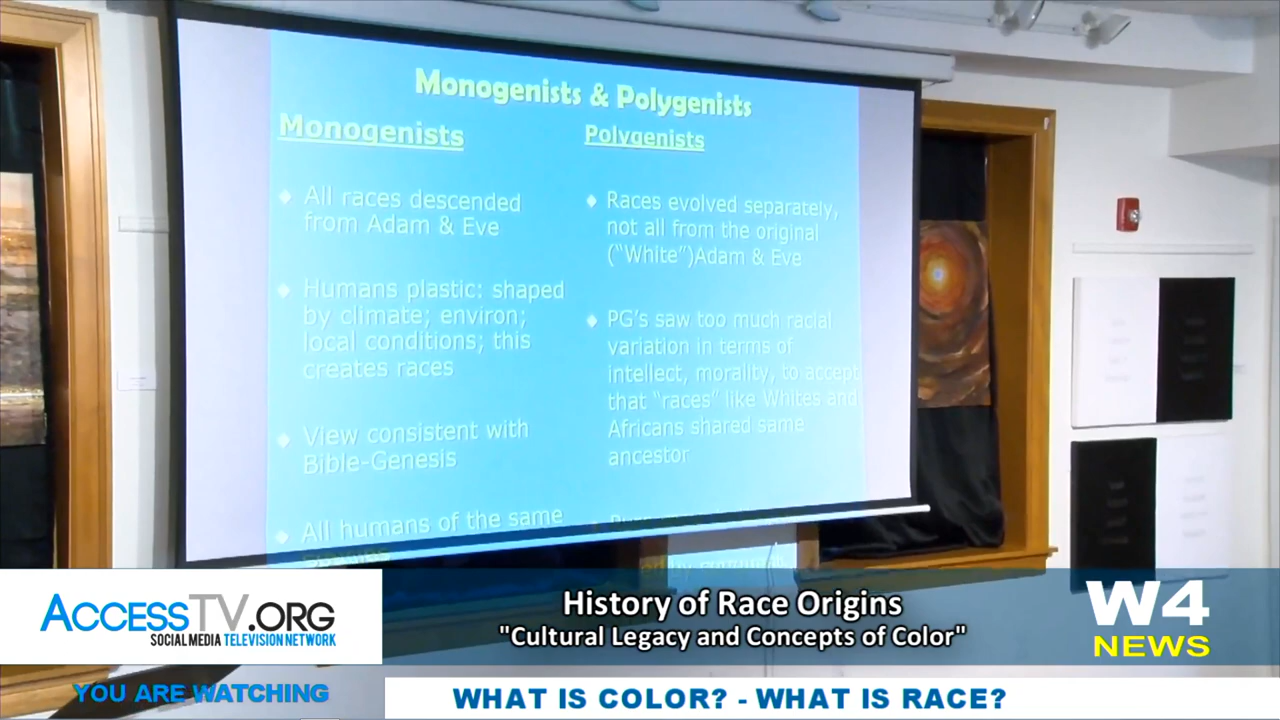 Monogenists & Polygenists
Monogenists
All races descended
from Adam & Eve
Humans plastic: shaped
by climate; environ;
local conditions; this
creates races
View consistent with
Bible-Genesis
All humans of the same
species
Polygenists
Races evolved separately,
not all from the original
("White")Adam & Eve
PG's saw too much racial
variation in terms of
intellect, morality, to accept
that "races" like Whites and
Africans shared same
ancestor
ACCESSTV.ORG
SOCIAL MEDIA TELEVISION NETWORK
History of Race Origins
"Cultural Legacy and Concepts of Color"
W4
NEWS
YOU ARE WATCHING
WHAT IS COLOR? - WHAT IS RACE?